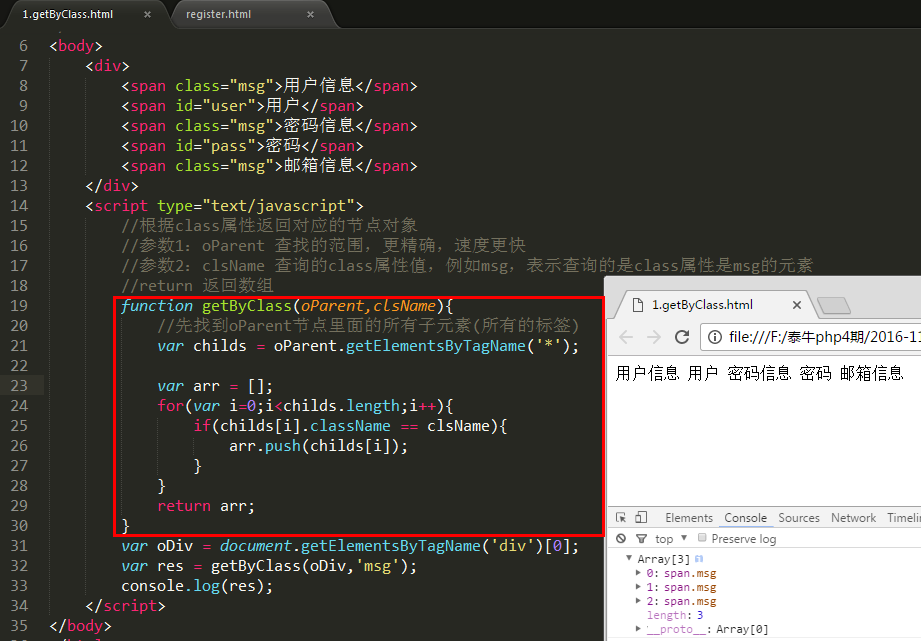 1.getByClass.html × register.html ×
6 <body>
7 <div>
8 <span class="msg">用户信息</span>
9 <span id="user">用户</span>
10 <span class="msg">密码信息</span>
11 <span id="pass">密码</span>
12 <span class="msg">邮箱信息</span>
13 </div>
14 <script type="text/javascript">
15 //根据class属性返回对应的节点对象
16 //参数1：oParent 查找的范围，更精确，速度更快
17 //参数2：clsName 查询的class属性值，例如msg，表示查询的是class属性是msg的元素
18 //return 返回数组
19 function getByClass(oParent,clsName){
20 //先找到oParent节点里面的所有子元素(所有的标签)
21 var childs = oParent.getElementsByTagName('*');
22
23 var arr = [];
24 for(var i=0;i<childs.length;i++){
25 if(childs[i].className == clsName){
26 arr.push(childs[i]);
27 }
28 }
29 return arr;
30 }
31 var oDiv = document.getElementsByTagName('div')[0];
32 var res = getByClass(oDiv,'msg');
33 console.log(res);
34 </script>
35 </body>
1.getByClass.html ×
file:///F:/泰牛php4期/2016-11
用户信息 用户 密码信息 密码 邮箱信息
Elements Console Sources Network Timelin
top ▼ Preserve log
▼ Array[3]
▶ 0: span.msg
▶ 1: span.msg
▶ 2: span.msg
length: 3
▶ __proto__: Array[0]